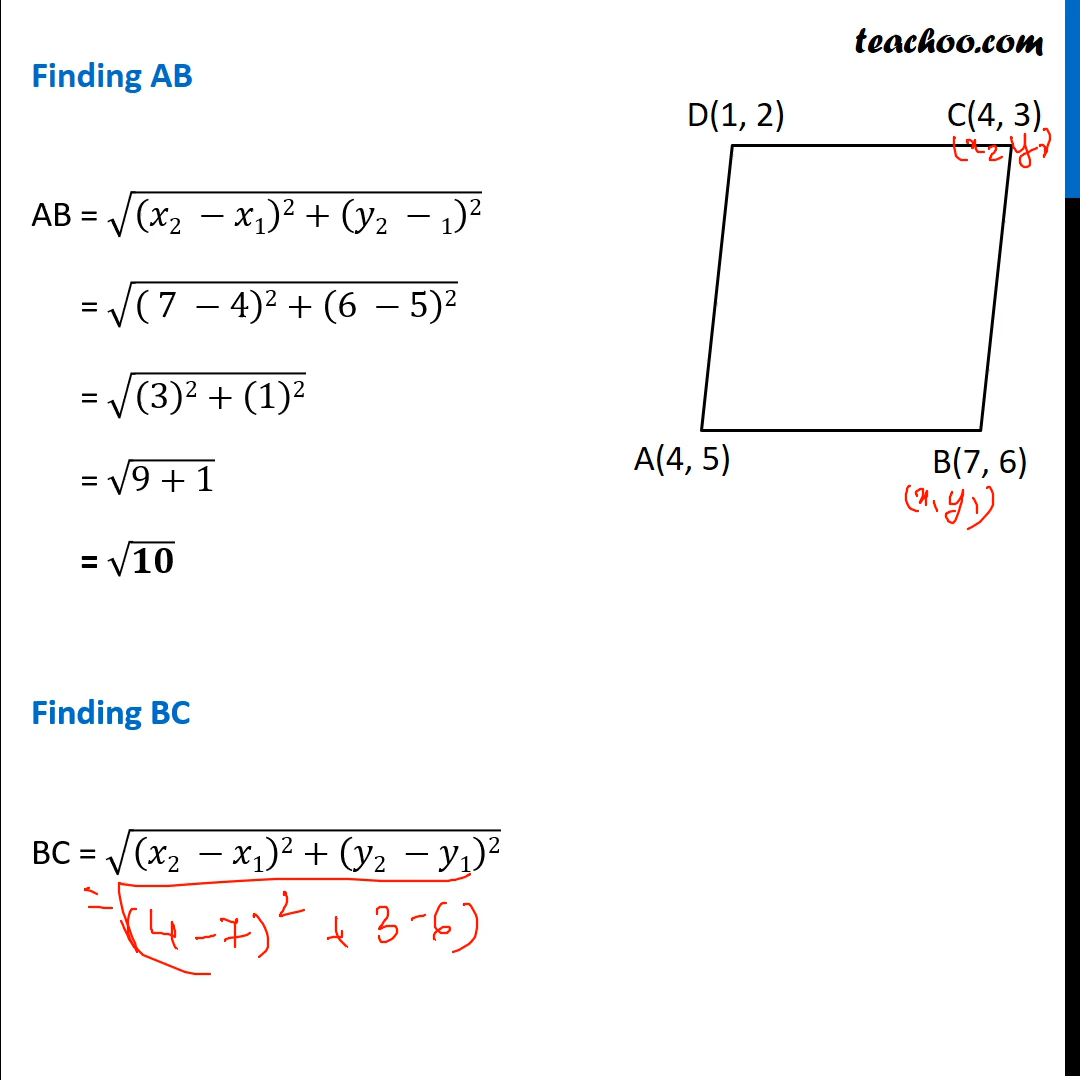 teachoo.com
Finding AB
D(1, 2) C(4, 3)
(x₂ y₂)
AB = √((x₂ − x₁)² + (y₂ − ₁)²)
= √(( 7 − 4)² + (6 − 5)²)
= √((3)² + (1)²)
A(4, 5) B(7, 6)
= √(9 + 1)
(x₁ y₁)
= √10
Finding BC
BC = √((x₂ − x₁)² + (y₂ − y₁)²)
= √(4 - 7)² + 3 - 6)